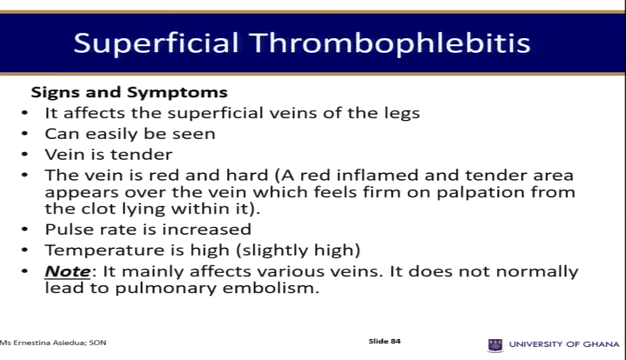 Superficial Thrombophlebitis
Signs and Symptoms
• It affects the superficial veins of the legs
• Can easily be seen
• Vein is tender
• The vein is red and hard (A red inflamed and tender area
appears over the vein which feels firm on palpation from
the clot lying within it).
• Pulse rate is increased
• Temperature is high (slightly high)
• Note: It mainly affects various veins. It does not normally
lead to pulmonary embolism.
Ms Ernestina Asiedua; SON
Slide 84
UNIVERSITY OF GHANA